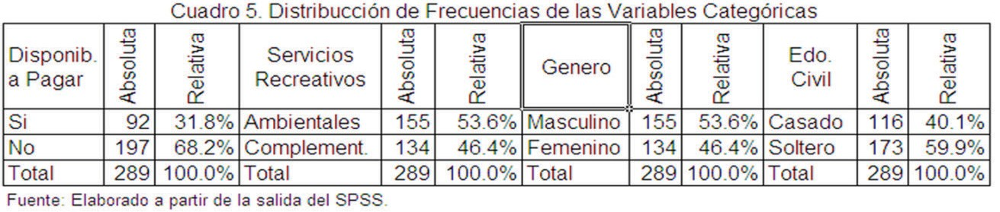 Cuadro 5. Distribucción de Frecuencias de las Variables Categóricas
Disponib. a Pagar Absoluta Relativa Servicios Recreativos Absoluta Relativa Genero Absoluta Relativa Edo. Civil Absoluta Relativa
Si 92 31.8% Ambientales 155 53.6% Masculino 155 53.6% Casado 116 40.1%
No 197 68.2% Complement. 134 46.4% Femenino 134 46.4% Soltero 173 59.9%
Total 289 100.0% Total 289 100.0% Total 289 100.0% Total 289 100.0%
Fuente: Elaborado a partir de la salida del SPSS.